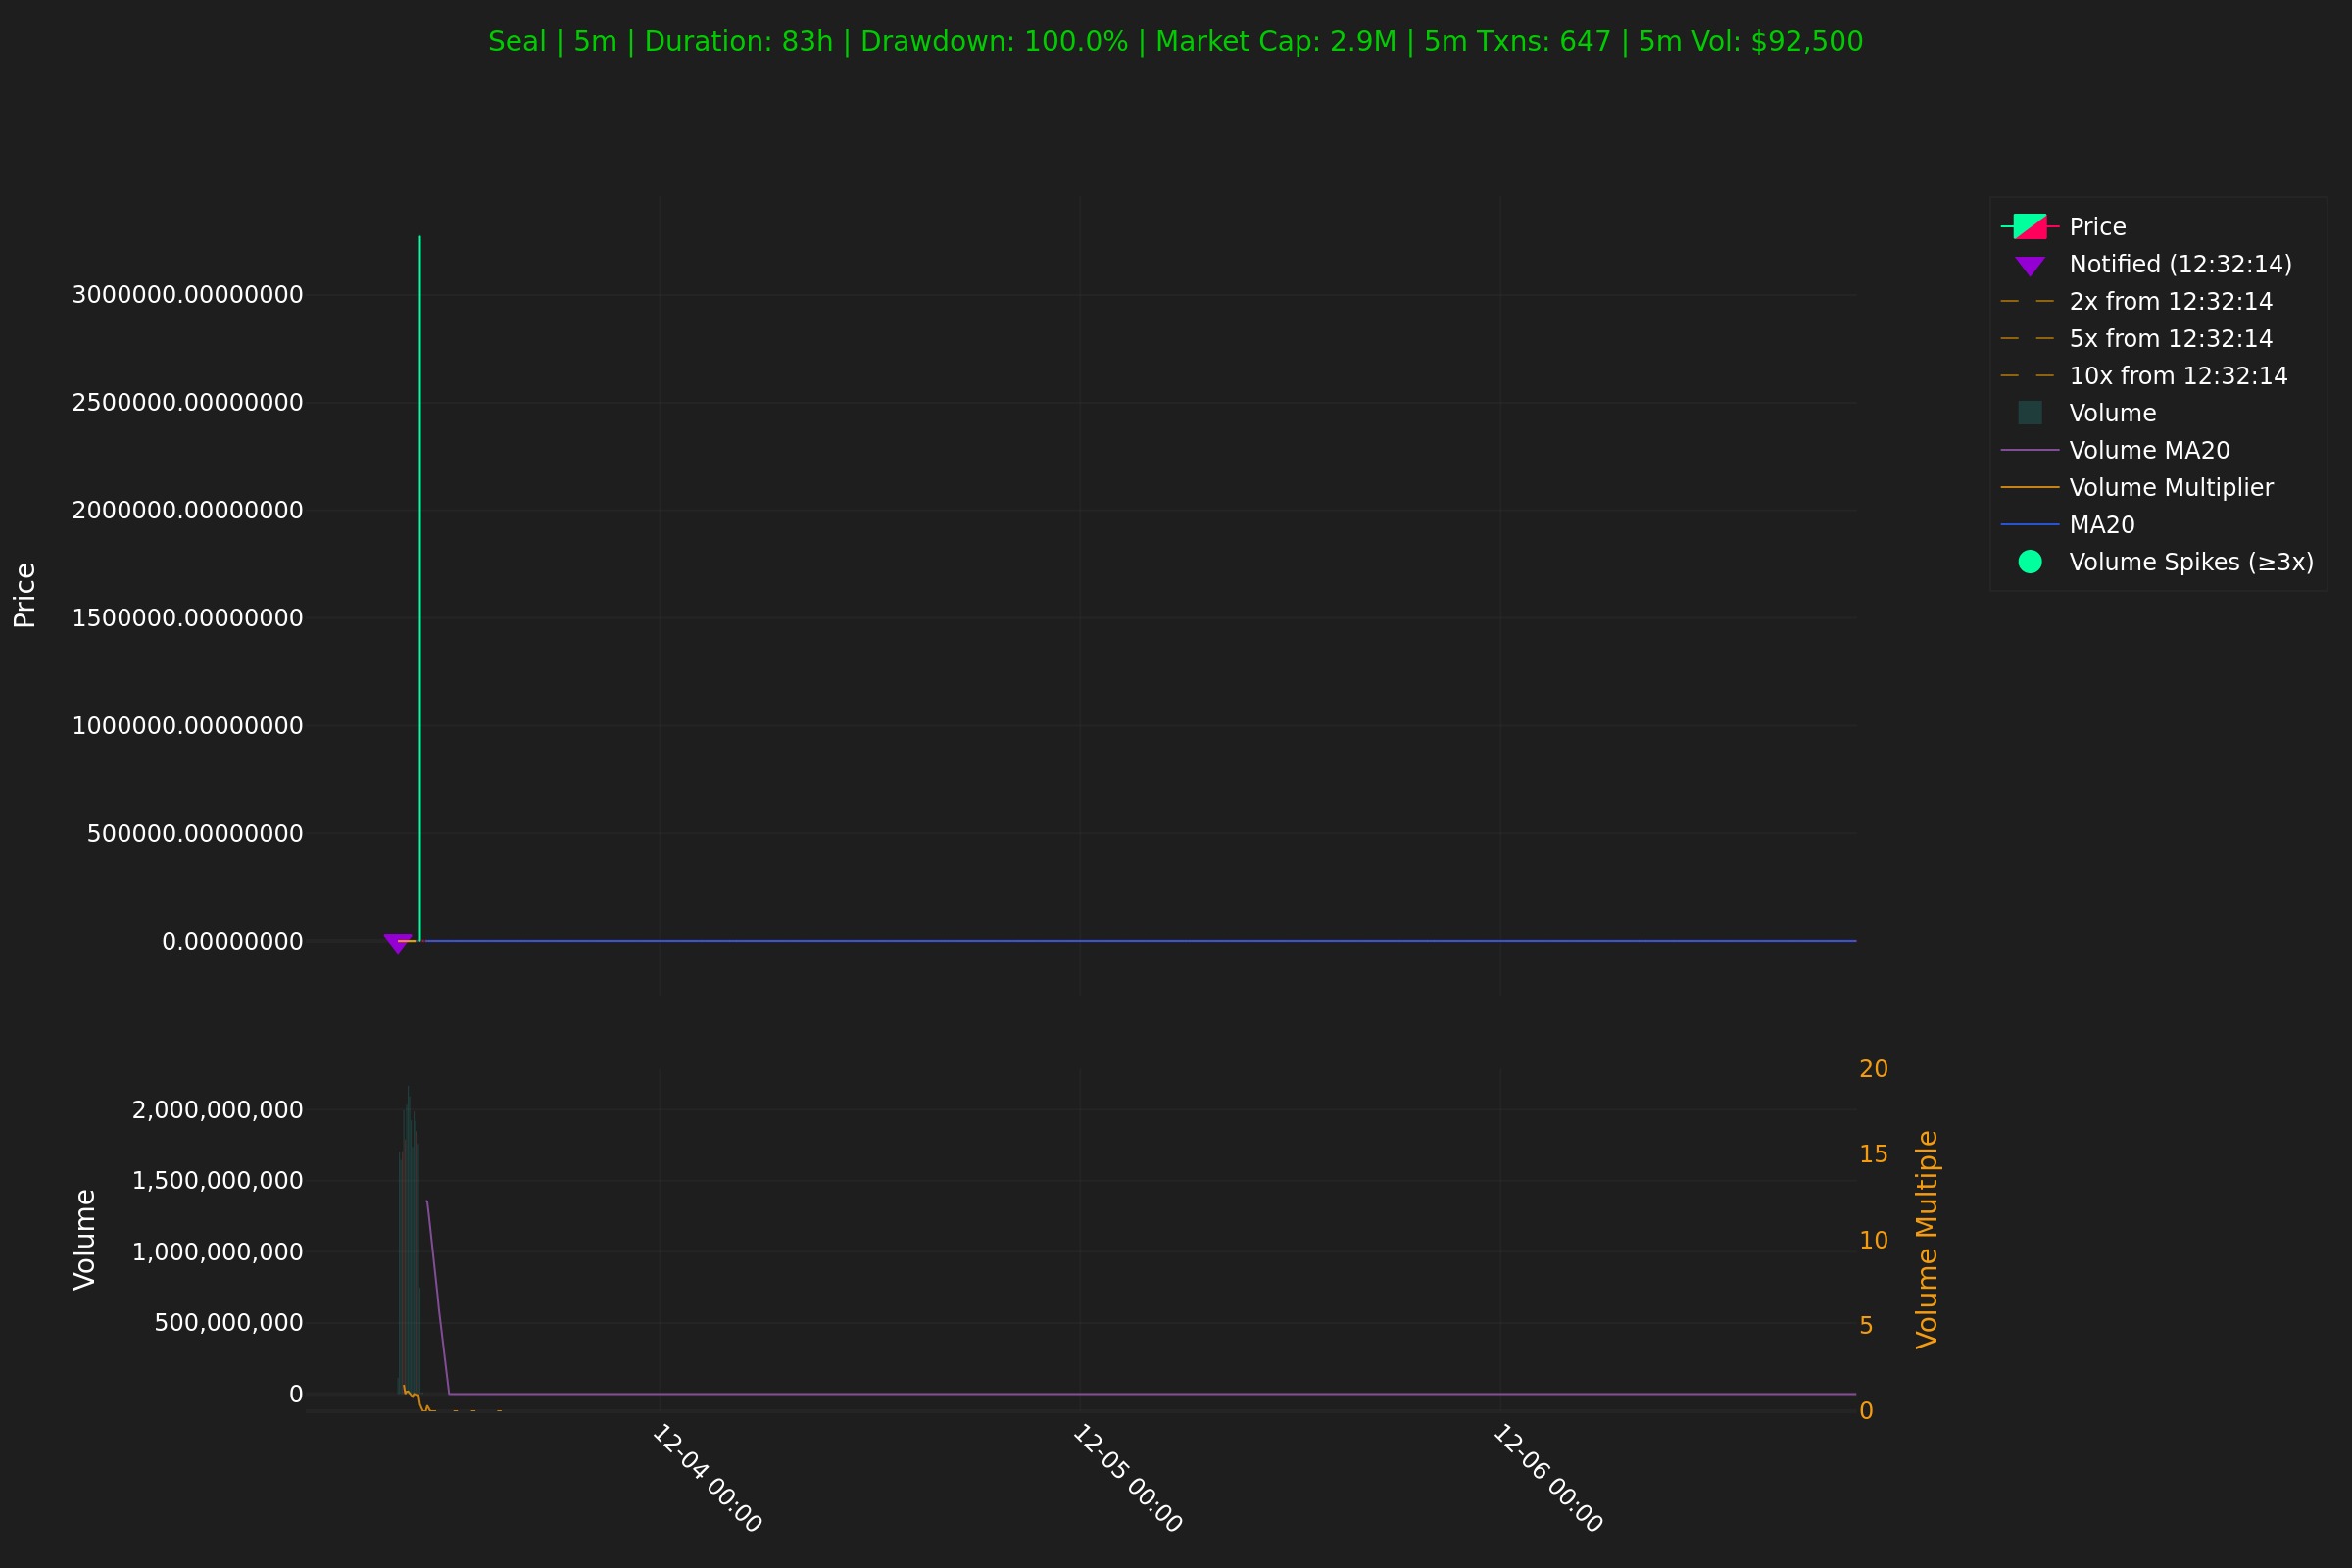 Seal | 5m | Duration: 83h | Drawdown: 100.0% | Market Cap: 2.9M | 5m Txns: 647 | 5m Vol: $92,500
Price
3000000.00000000
2500000.00000000
2000000.00000000
1500000.00000000
1000000.00000000
500000.00000000
0.00000000
Price
Notified (12:32:14)
2x from 12:32:14
5x from 12:32:14
10x from 12:32:14
Volume
Volume MA20
Volume Multiplier
MA20
Volume Spikes (≥3x)
Volume
2,000,000,000
1,500,000,000
1,000,000,000
500,000,000
0
20
15
10
5
0
Volume Multiple
12-04 00:00
12-05 00:00
12-06 00:00